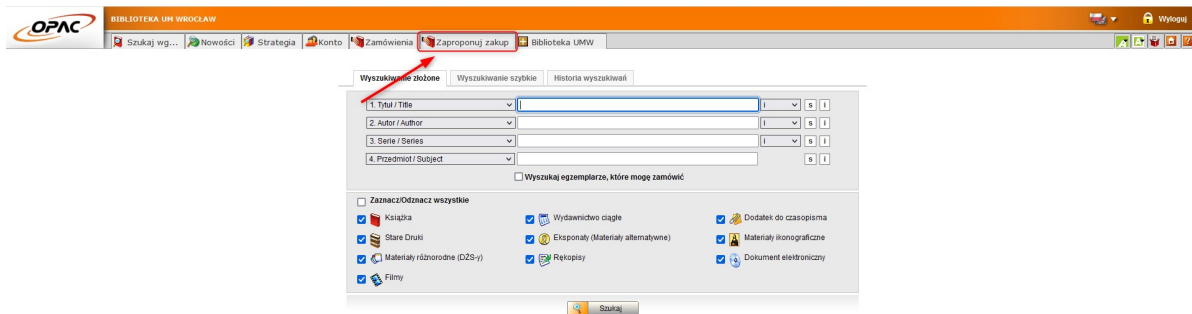 OPAC
BIBLIOTEKA UM WROCŁAW
Wyloguj
Szukaj wg... Nowości Strategia Konto Zamówienia Zaproponuj zakup Biblioteka UMW
Wyszukiwanie złożone Wyszukiwanie szybkie Historia wyszukiwań
1. Tytuł / Title i s i
2. Autor / Author i s i
3. Serie / Series i s i
4. Przedmiot / Subject s i
Wyszukaj egzemplarze, które mogę zamówić
Zaznacz/Odznacz wszystkie
Książka Wydawnictwo ciągłe Dodatek do czasopisma
Stare Druki Eksponaty (Materiały alternatywne) Materiały ikonograficzne
Materiały różnorodne (DŻS-y) Rękopisy Dokument elektroniczny
Filmy
Szukaj